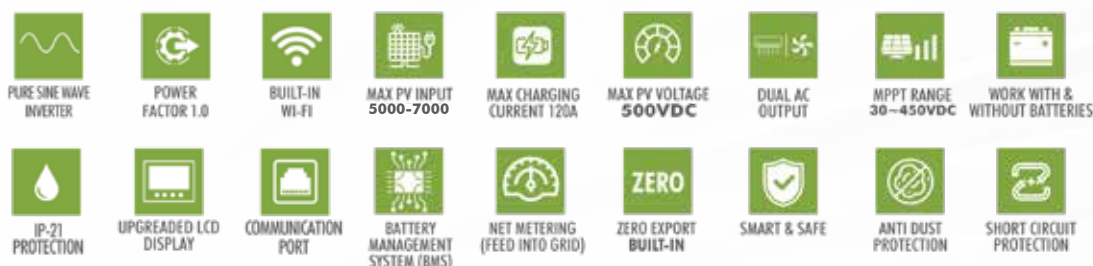 PURE SINE WAVE
INVERTER
POWER
FACTOR 1.0
BUILT-IN
WI-FI
MAX PV INPUT
5000-7000
MAX CHARGING
CURRENT 120A
MAX PV VOLTAGE
500VDC
DUAL AC
OUTPUT
MPPT RANGE
30~450VDC
WORK WITH &
WITHOUT BATTERIES
IP-21
PROTECTION
UPGREADED LCD
DISPLAY
COMMUNICATION
PORT
BATTERY
MANAGEMENT
SYSTEM (BMS)
NET METERING
(FEED INTO GRID)
ZERO
ZERO EXPORT
BUILT-IN
SMART & SAFE
ANTI DUST
PROTECTION
SHORT CIRCUIT
PROTECTION